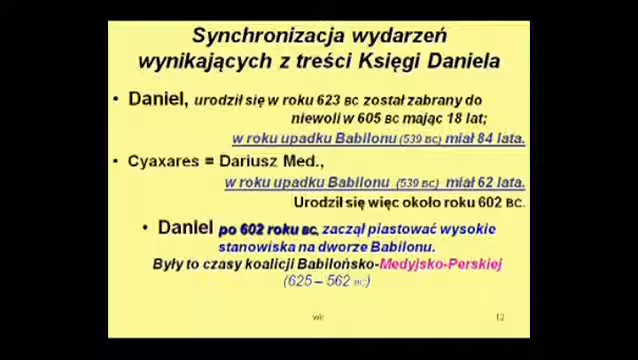 Synchronizacja wydarzeń
wynikających z treści Księgi Daniela
• Daniel, urodził się w roku 623 BC został zabrany do
niewoli w 605 BC mając 18 lat;
w roku upadku Babilonu (539 BC) miał 84 lata.
• Cyaxares = Dariusz Med.,
w roku upadku Babilonu (539 BC) miał 62 lata.
Urodził się więc około roku 602 BC.
• Daniel po 602 roku BC, zaczął piastować wysokie
stanowiska na dworze Babilonu.
Były to czasy koalicji Babilońsko-Medyjsko-Perskiej
(625 – 562 BC)
12